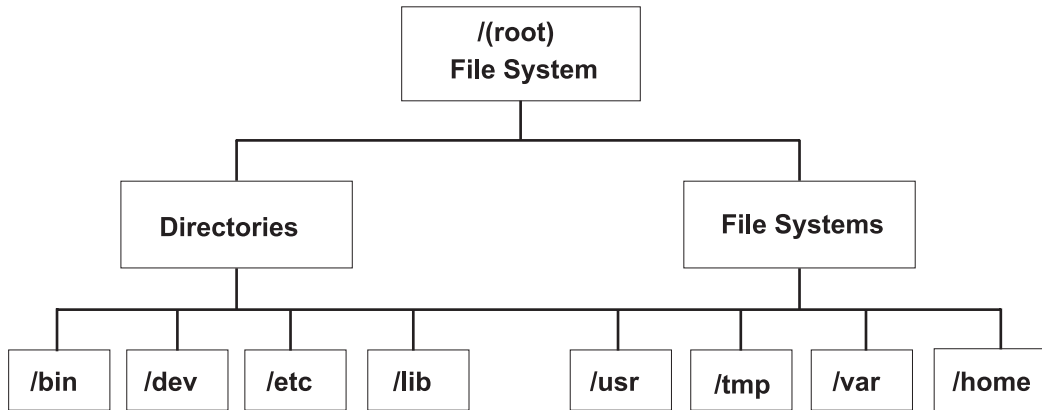 /(root)
File System
Directories
File Systems
/bin
/dev
/etc
/lib
/usr
/tmp
/var
/home